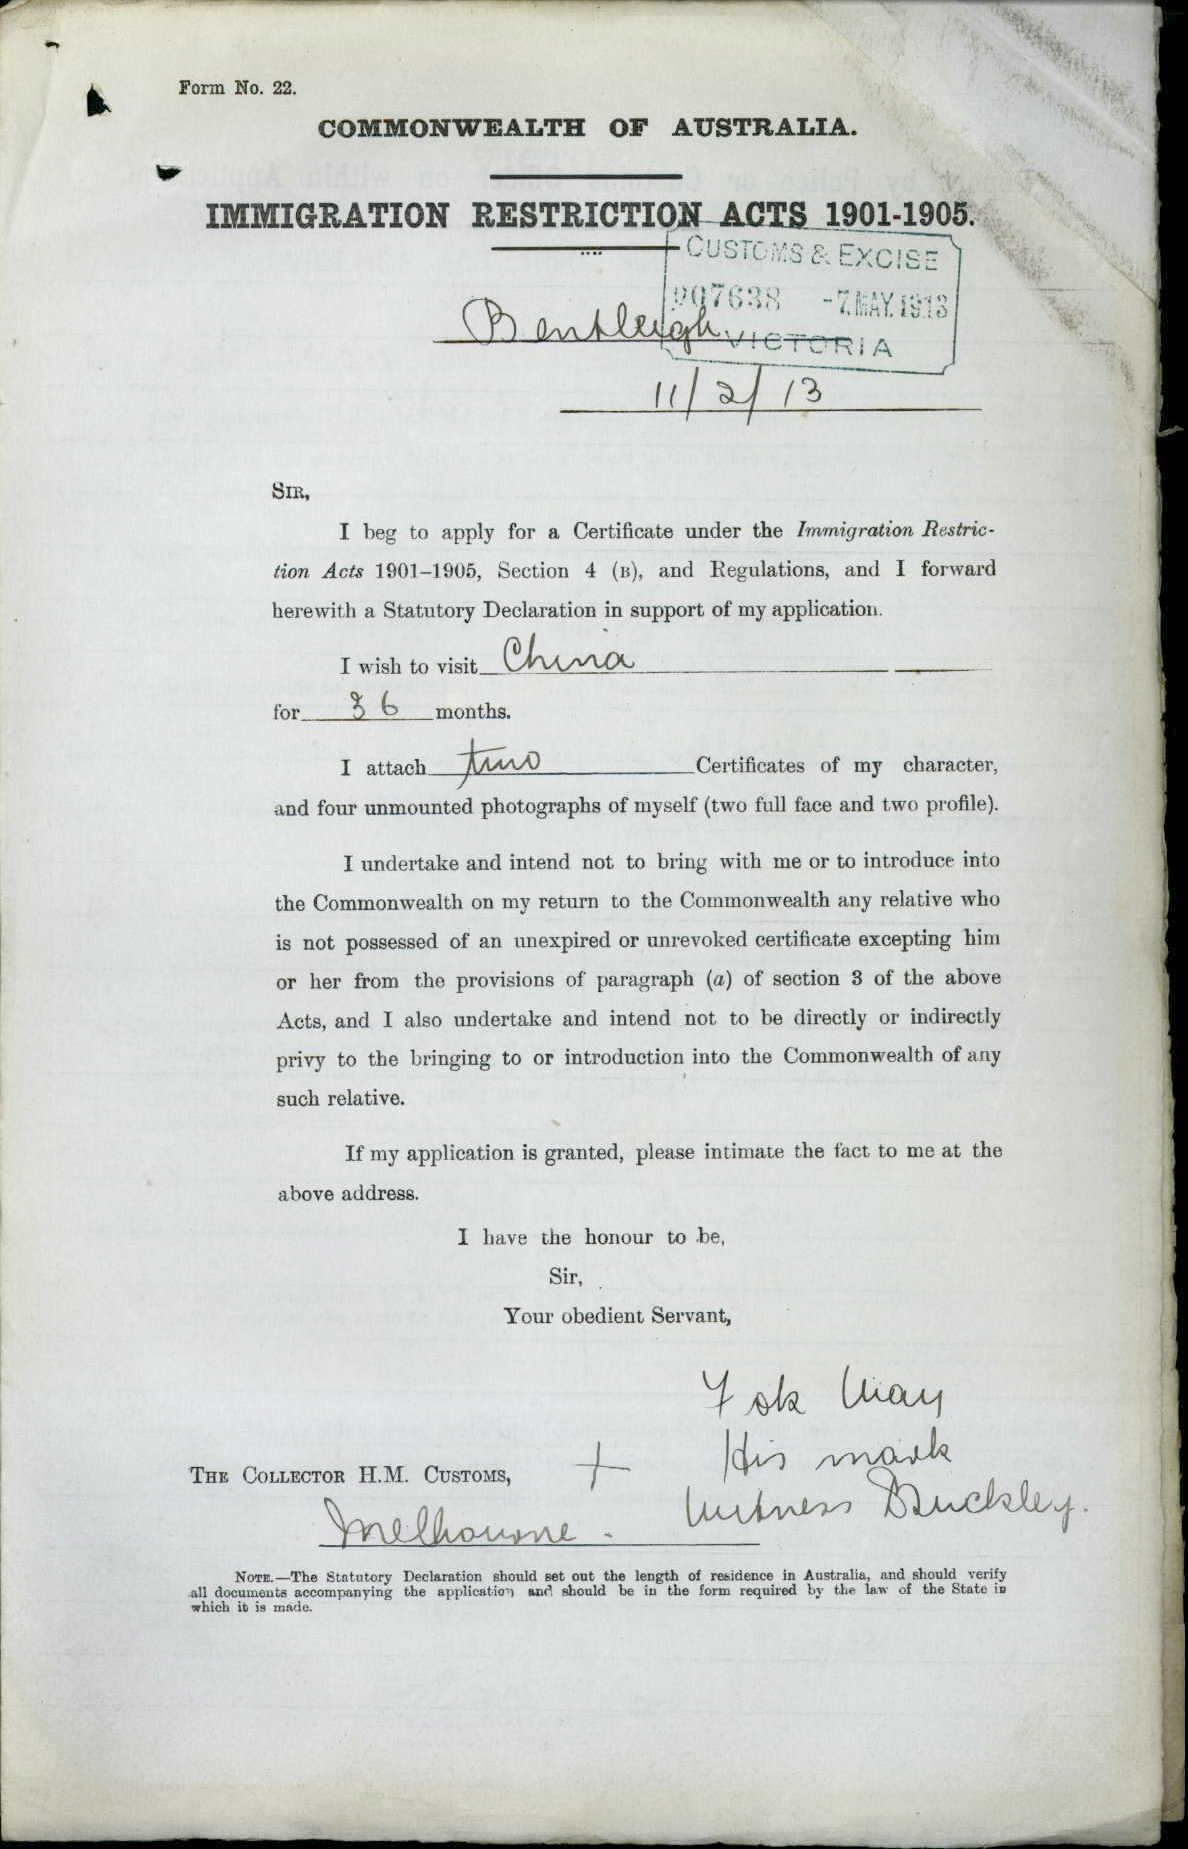 Form No. 22.
COMMONWEALTH OF AUSTRALIA.
IMMIGRATION RESTRICTION ACTS 1901-1905.
CUSTOMS & EXCISE
907638 -7.MAY.1913
VICTORIA
Bentleigh
11/2/13
SIR,
I beg to apply for a Certificate under the Immigration Restric-
tion Acts 1901–1905, Section 4 (B), and Regulations, and I forward
herewith a Statutory Declaration in support of my application.
I wish to visit China
for 36 months.
I attach two Certificates of my character,
and four unmounted photographs of myself (two full face and two profile).
I undertake and intend not to bring with me or to introduce into
the Commonwealth on my return to the Commonwealth any relative who
is not possessed of an unexpired or unrevoked certificate excepting him
or her from the provisions of paragraph (a) of section 3 of the above
Acts, and I also undertake and intend not to be directly or indirectly
privy to the bringing to or introduction into the Commonwealth of any
such relative.
If my application is granted, please intimate the fact to me at the
above address.
I have the honour to be,
Sir,
Your obedient Servant,
Fok Way
His mark
THE COLLECTOR H.M. CUSTOMS, +
Witness Buckley.
Melbourne.
NOTE.—The Statutory Declaration should set out the length of residence in Australia, and should verify
all documents accompanying the application and should be in the form required by the law of the State in
which it is made.